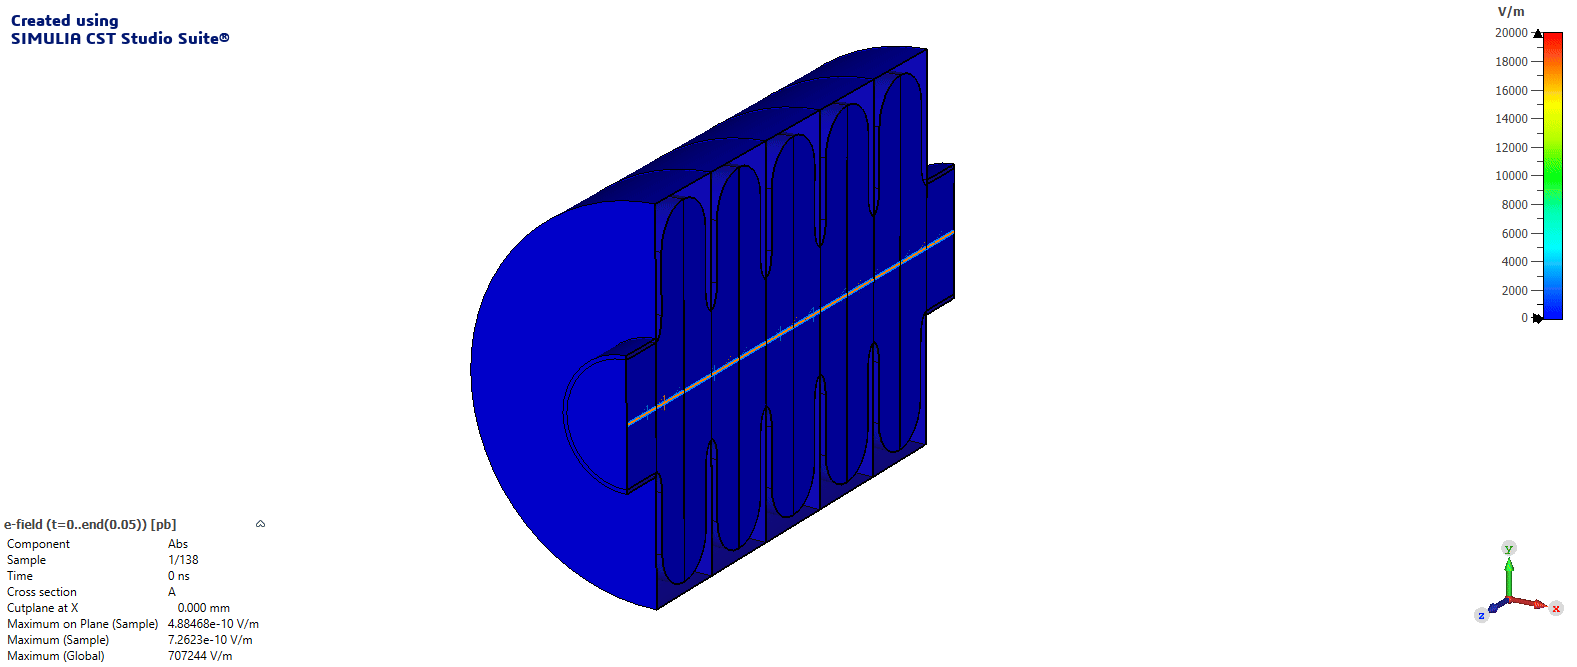 Created using
SIMULIA CST Studio Suite®
V/m
20000
18000
16000
14000
12000
10000
8000
6000
4000
2000
0
e-field (t=0..end(0.05)) [pb]
Component Abs
Sample 1/138
Time 0 ns
Cross section A
Cutplane at X 0.000 mm
Maximum on Plane (Sample) 4.88468e-10 V/m
Maximum (Sample) 7.2623e-10 V/m
Maximum (Global) 707244 V/m
y
z
x